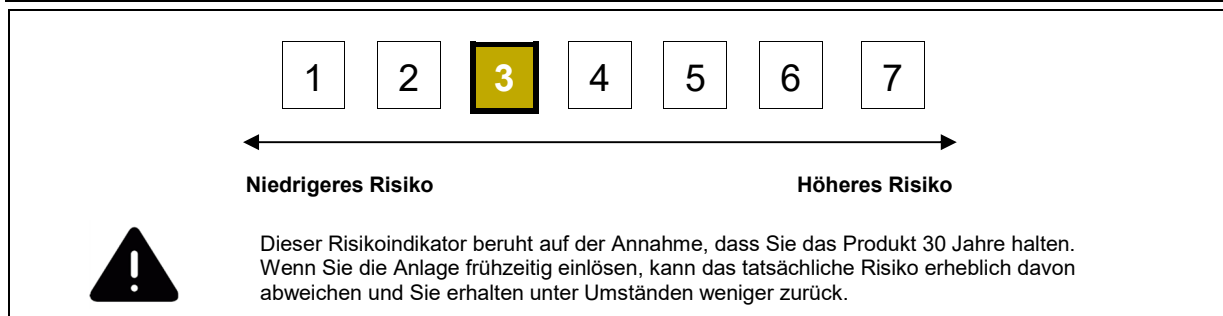 1 2 3 4 5 6 7
Niedrigeres Risiko Höheres Risiko
Dieser Risikoindikator beruht auf der Annahme, dass Sie das Produkt 30 Jahre halten.
Wenn Sie die Anlage frühzeitig einlösen, kann das tatsächliche Risiko erheblich davon
abweichen und Sie erhalten unter Umständen weniger zurück.